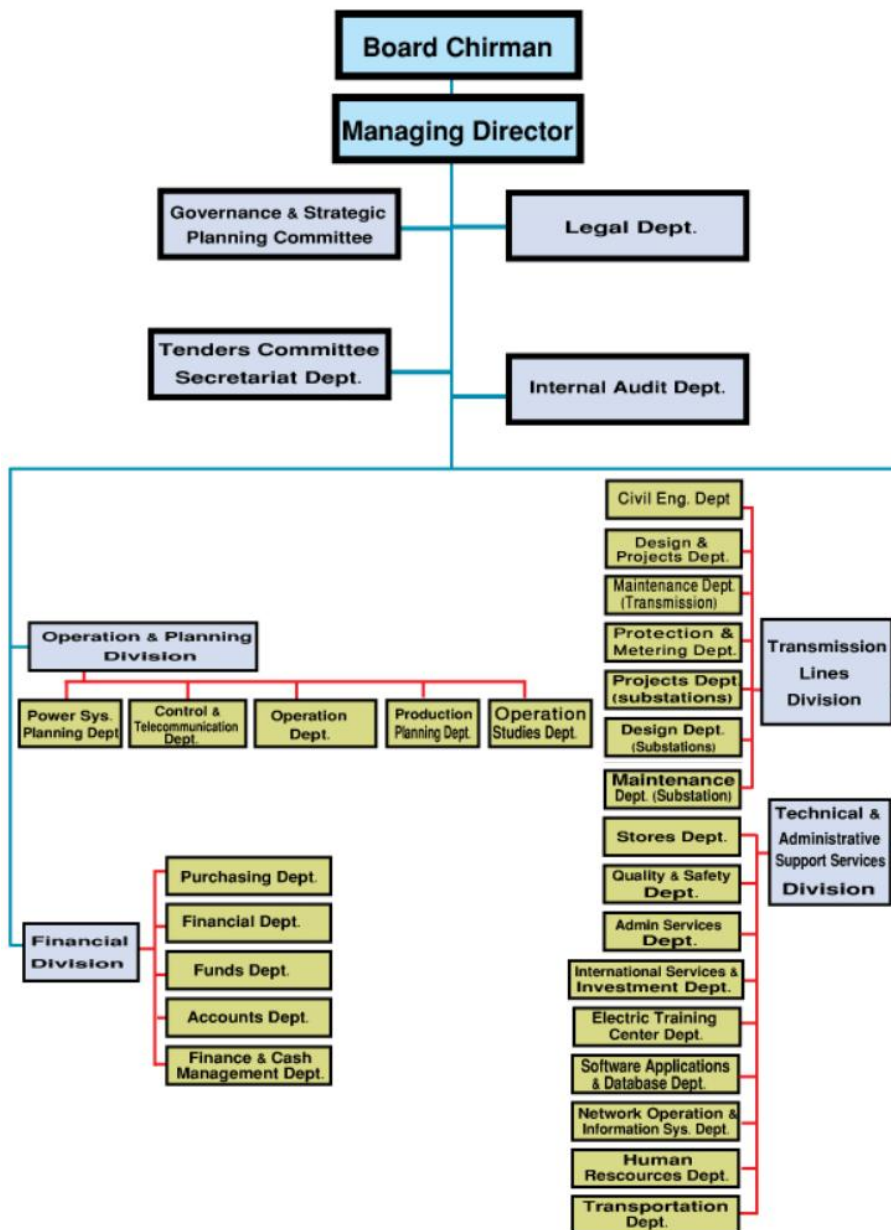 Board Chirman
Managing Director
Governance & Strategic
Planning Committee
Legal Dept.
Tenders Committee
Secretariat Dept.
Internal Audit Dept.
Operation & Planning
Division
Power Sys.
Planning Dept
Control &
Telecommunication
Dept.
Operation
Dept.
Production
Planning Dept.
Operation
Studies Dept.
Financial
Division
Purchasing Dept.
Financial Dept.
Funds Dept.
Accounts Dept.
Finance & Cash
Management Dept.
Transmission
Lines
Division
Civil Eng. Dept
Design &
Projects Dept.
Maintenance Dept.
(Transmission)
Protection &
Metering Dept.
Projects Dept.
(substations)
Design Dept.
(Substations)
Maintenance
Dept. (Substation)
Technical &
Administrative
Support Services
Division
Stores Dept.
Quality & Safety
Dept.
Admin Services
Dept.
International Services &
Investment Dept.
Electric Training
Center Dept.
Software Applications
& Database Dept.
Network Operation &
Information Sys. Dept.
Human
Rescources Dept.
Transportation
Dept.